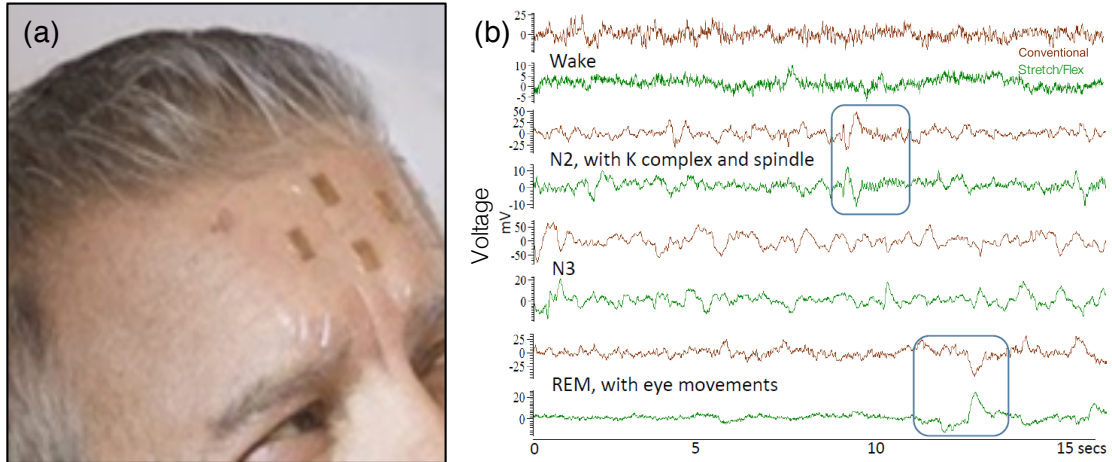 (a)
(b)
25
0
Conventional
Wake
Stretch/Flex
10
5
0
-5
50
25
0
-25
N2, with K complex and spindle
10
0
-10
Voltage
mV
50
0
-50
N3
20
0
25
0
-25
REM, with eye movements
20
0
0 5 10 15 secs